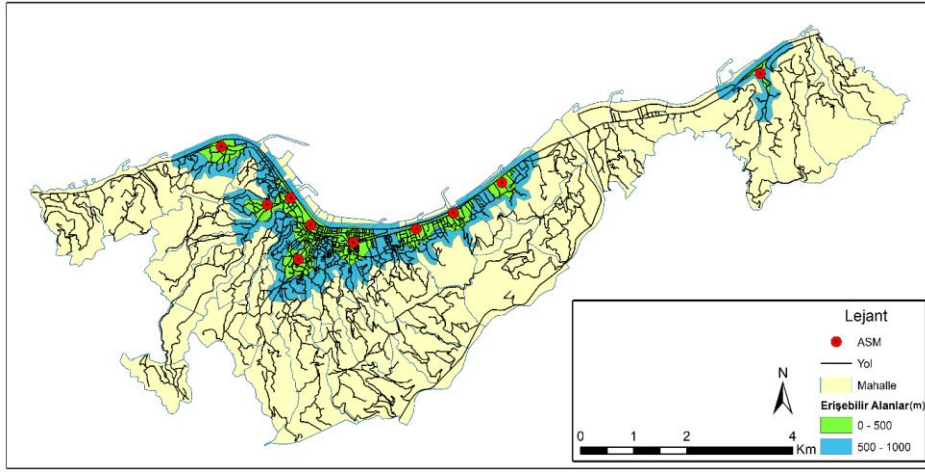 Lejant
ASM
Yol
Mahalle
Erişebilir Alanlar(m)
0 - 500
500 - 1000
N
0 1 2 4
Km